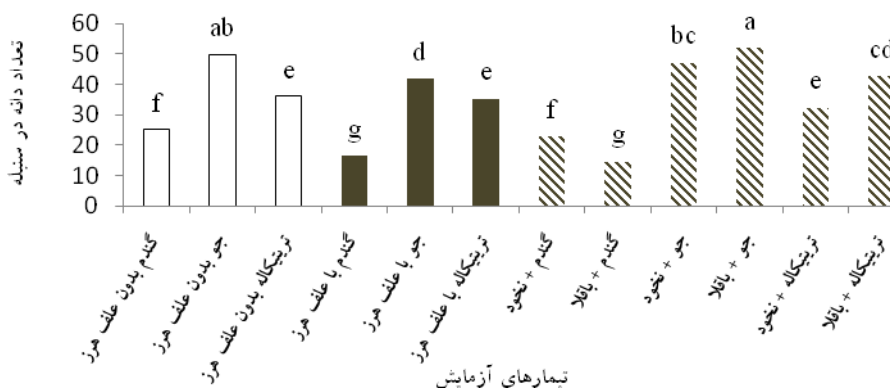 تعداد دانه در سنبله
60
50
40
30
20
10
0
f
ab
e
g
d
e
f
g
bc
a
e
cd
گندم بدون علف هرز
جو بدون علف هرز
تریتیکاله بدون علف هرز
گندم با علف هرز
جو با علف هرز
تریتیکاله با علف هرز
گندم + نخود
گندم + باقلا
جو + نخود
جو + باقلا
تریتیکاله + نخود
تریتیکاله + باقلا
تیمارهای آزمایش